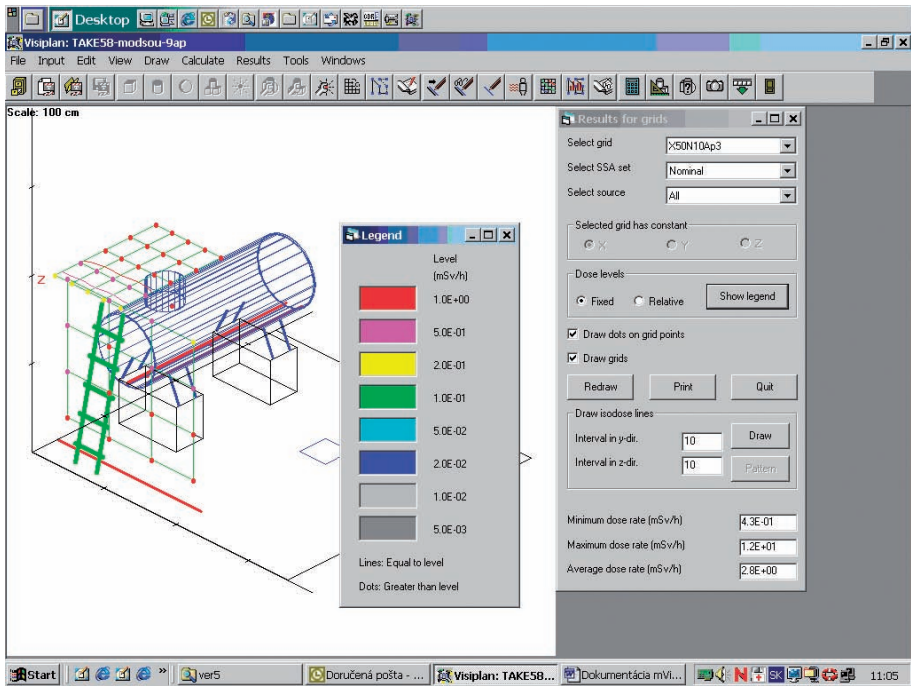 Desktop
Visiplan: TAKE58-modsou-9ap
File Input Edit View Draw Calculate Results Tools Windows
Scale: 100 cm
Z
Legend
Level
(mSv/h)
1.0E+00
5.0E-01
2.0E-01
1.0E-01
5.0E-02
2.0E-02
1.0E-02
5.0E-03
Lines: Equal to level
Dots: Greater than level
Results for grids
Select grid X50N10Ap3
Select SSA set Nominal
Select source All
Selected grid has constant
X Y Z
Dose levels
Fixed Relative Show legend
Draw dots on grid points
Draw grids
Redraw Print Quit
Draw isodose lines
Interval in y-dir. 10 Draw
Interval in z-dir. 10 Pattern
Minimum dose rate (mSv/h) 4.3E-01
Maximum dose rate (mSv/h) 1.2E+01
Average dose rate (mSv/h) 2.8E+00
Start » ver5 Doručená pošta - ... Visiplan: TAKE58... Dokumentácia mVi... N SK 11:05